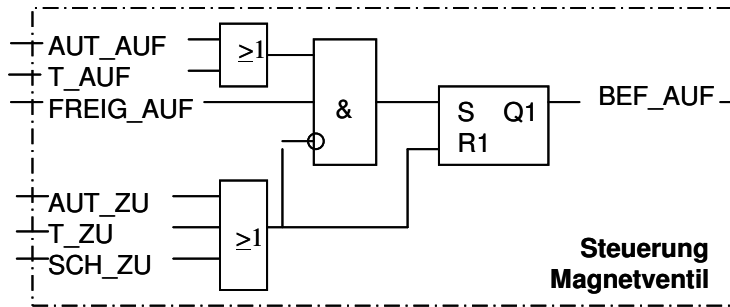 AUT_AUF
≥1
T_AUF
FREIG_AUF
&
S Q1
R1
BEF_AUF
AUT_ZU
T_ZU
≥1
SCH_ZU
Steuerung
Magnetventil